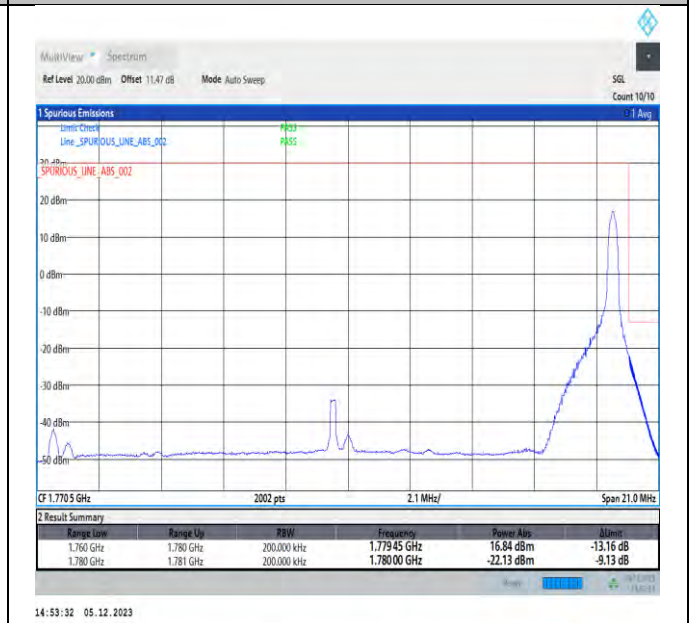 MultiView Spectrum
Ref Level 20.00 dBm Offset 11.47 dB Mode Auto Sweep SGL
Count 10/10
1 Spurious Emissions 1 Avg
Limit Check PASS
Line _SPURIOUS_LINE_ABS_002 PASS
30 dBm
_SPURIOUS_LINE_ABS_002
20 dBm
10 dBm
0 dBm
-10 dBm
-20 dBm
-30 dBm
-40 dBm
-50 dBm
CF 1.7705 GHz 2002 pts 2.1 MHz/ Span 21.0 MHz
2 Result Summary
Range Low Range Up RBW Frequency Power Abs ΔLimit
1.760 GHz 1.780 GHz 200.000 kHz 1.77945 GHz 16.84 dBm -13.16 dB
1.780 GHz 1.781 GHz 200.000 kHz 1.78000 GHz -22.13 dBm -9.13 dB
14:53:32 05.12.2023